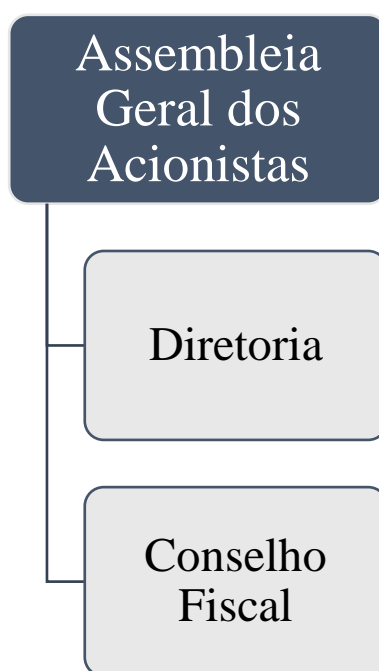 Assembleia
Geral dos
Acionistas
Diretoria
Conselho
Fiscal